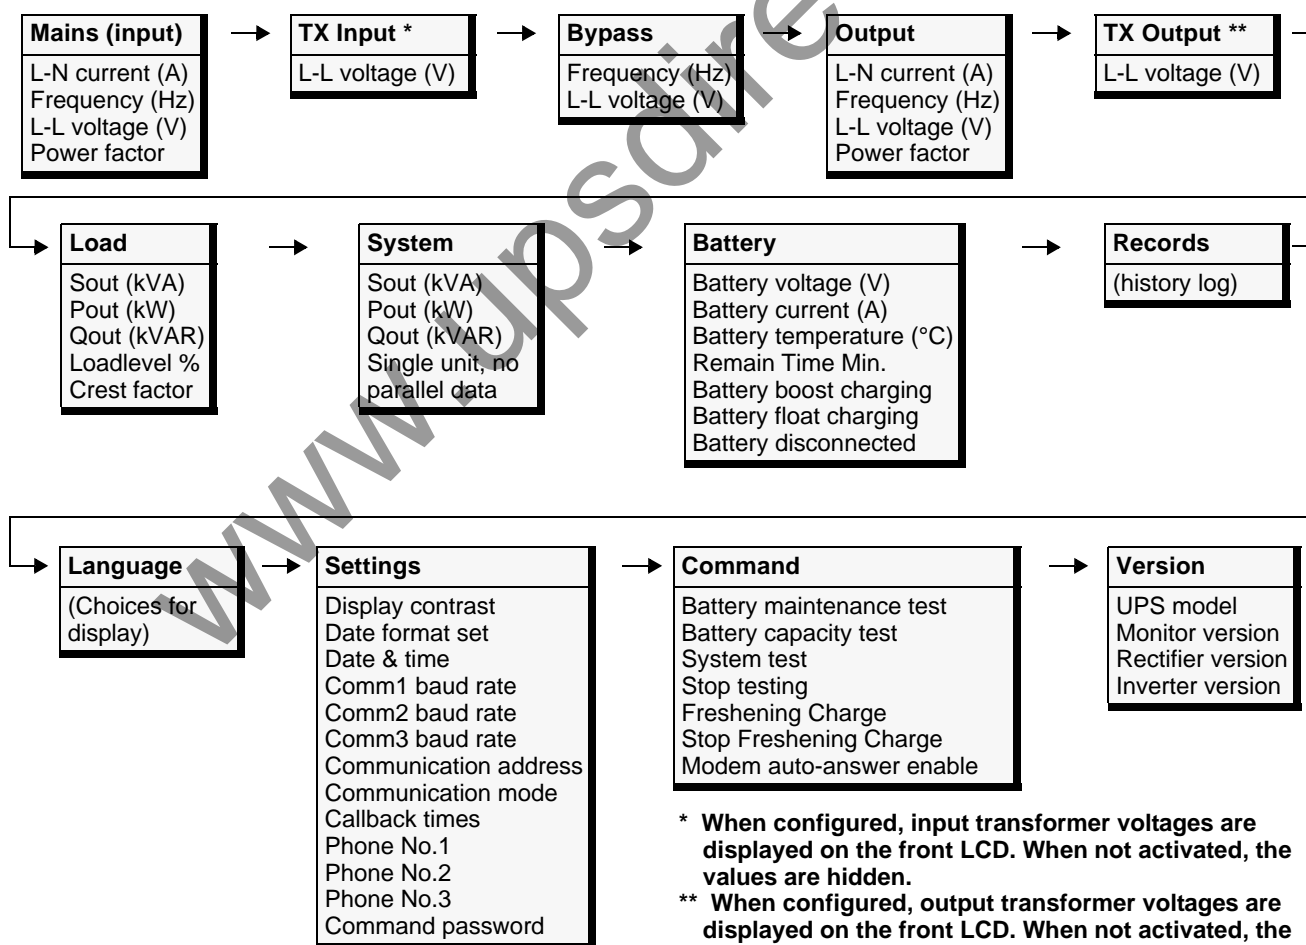 Mains (input)
L-N current (A)
Frequency (Hz)
L-L voltage (V)
Power factor
TX Input *
L-L voltage (V)
Bypass
Frequency (Hz)
L-L voltage (V)
Output
L-N current (A)
Frequency (Hz)
L-L voltage (V)
Power factor
TX Output **
L-L voltage (V)
Load
Sout (kVA)
Pout (kW)
Qout (kVAR)
Loadlevel %
Crest factor
System
Sout (kVA)
Pout (kW)
Qout (kVAR)
Single unit, no
parallel data
Battery
Battery voltage (V)
Battery current (A)
Battery temperature (°C)
Remain Time Min.
Battery boost charging
Battery float charging
Battery disconnected
Records
(history log)
Language
(Choices for
display)
Settings
Display contrast
Date format set
Date & time
Comm1 baud rate
Comm2 baud rate
Comm3 baud rate
Communication address
Communication mode
Callback times
Phone No.1
Phone No.2
Phone No.3
Command password
Command
Battery maintenance test
Battery capacity test
System test
Stop testing
Freshening Charge
Stop Freshening Charge
Modem auto-answer enable
Version
UPS model
Monitor version
Rectifier version
Inverter version
* When configured, input transformer voltages are
displayed on the front LCD. When not activated, the
values are hidden.
** When configured, output transformer voltages are
displayed on the front LCD. When not activated, the
www.upsdire